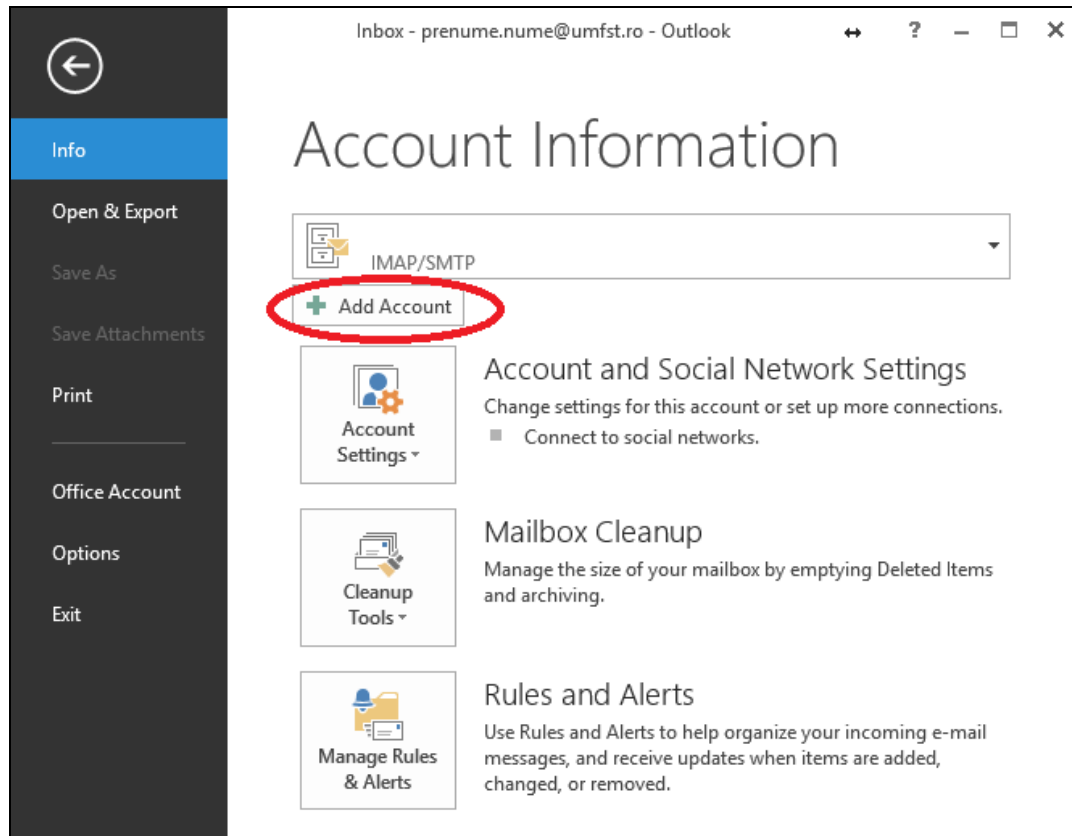 Inbox - prenume.nume@umfst.ro - Outlook
?
Info
Open & Export
Save As
Save Attachments
Print
Office Account
Options
Exit
Account Information
IMAP/SMTP
Add Account
Account
Settings
Account and Social Network Settings
Change settings for this account or set up more connections.
Connect to social networks.
Cleanup
Tools
Mailbox Cleanup
Manage the size of your mailbox by emptying Deleted Items
and archiving.
Manage Rules
& Alerts
Rules and Alerts
Use Rules and Alerts to help organize your incoming e-mail
messages, and receive updates when items are added,
changed, or removed.